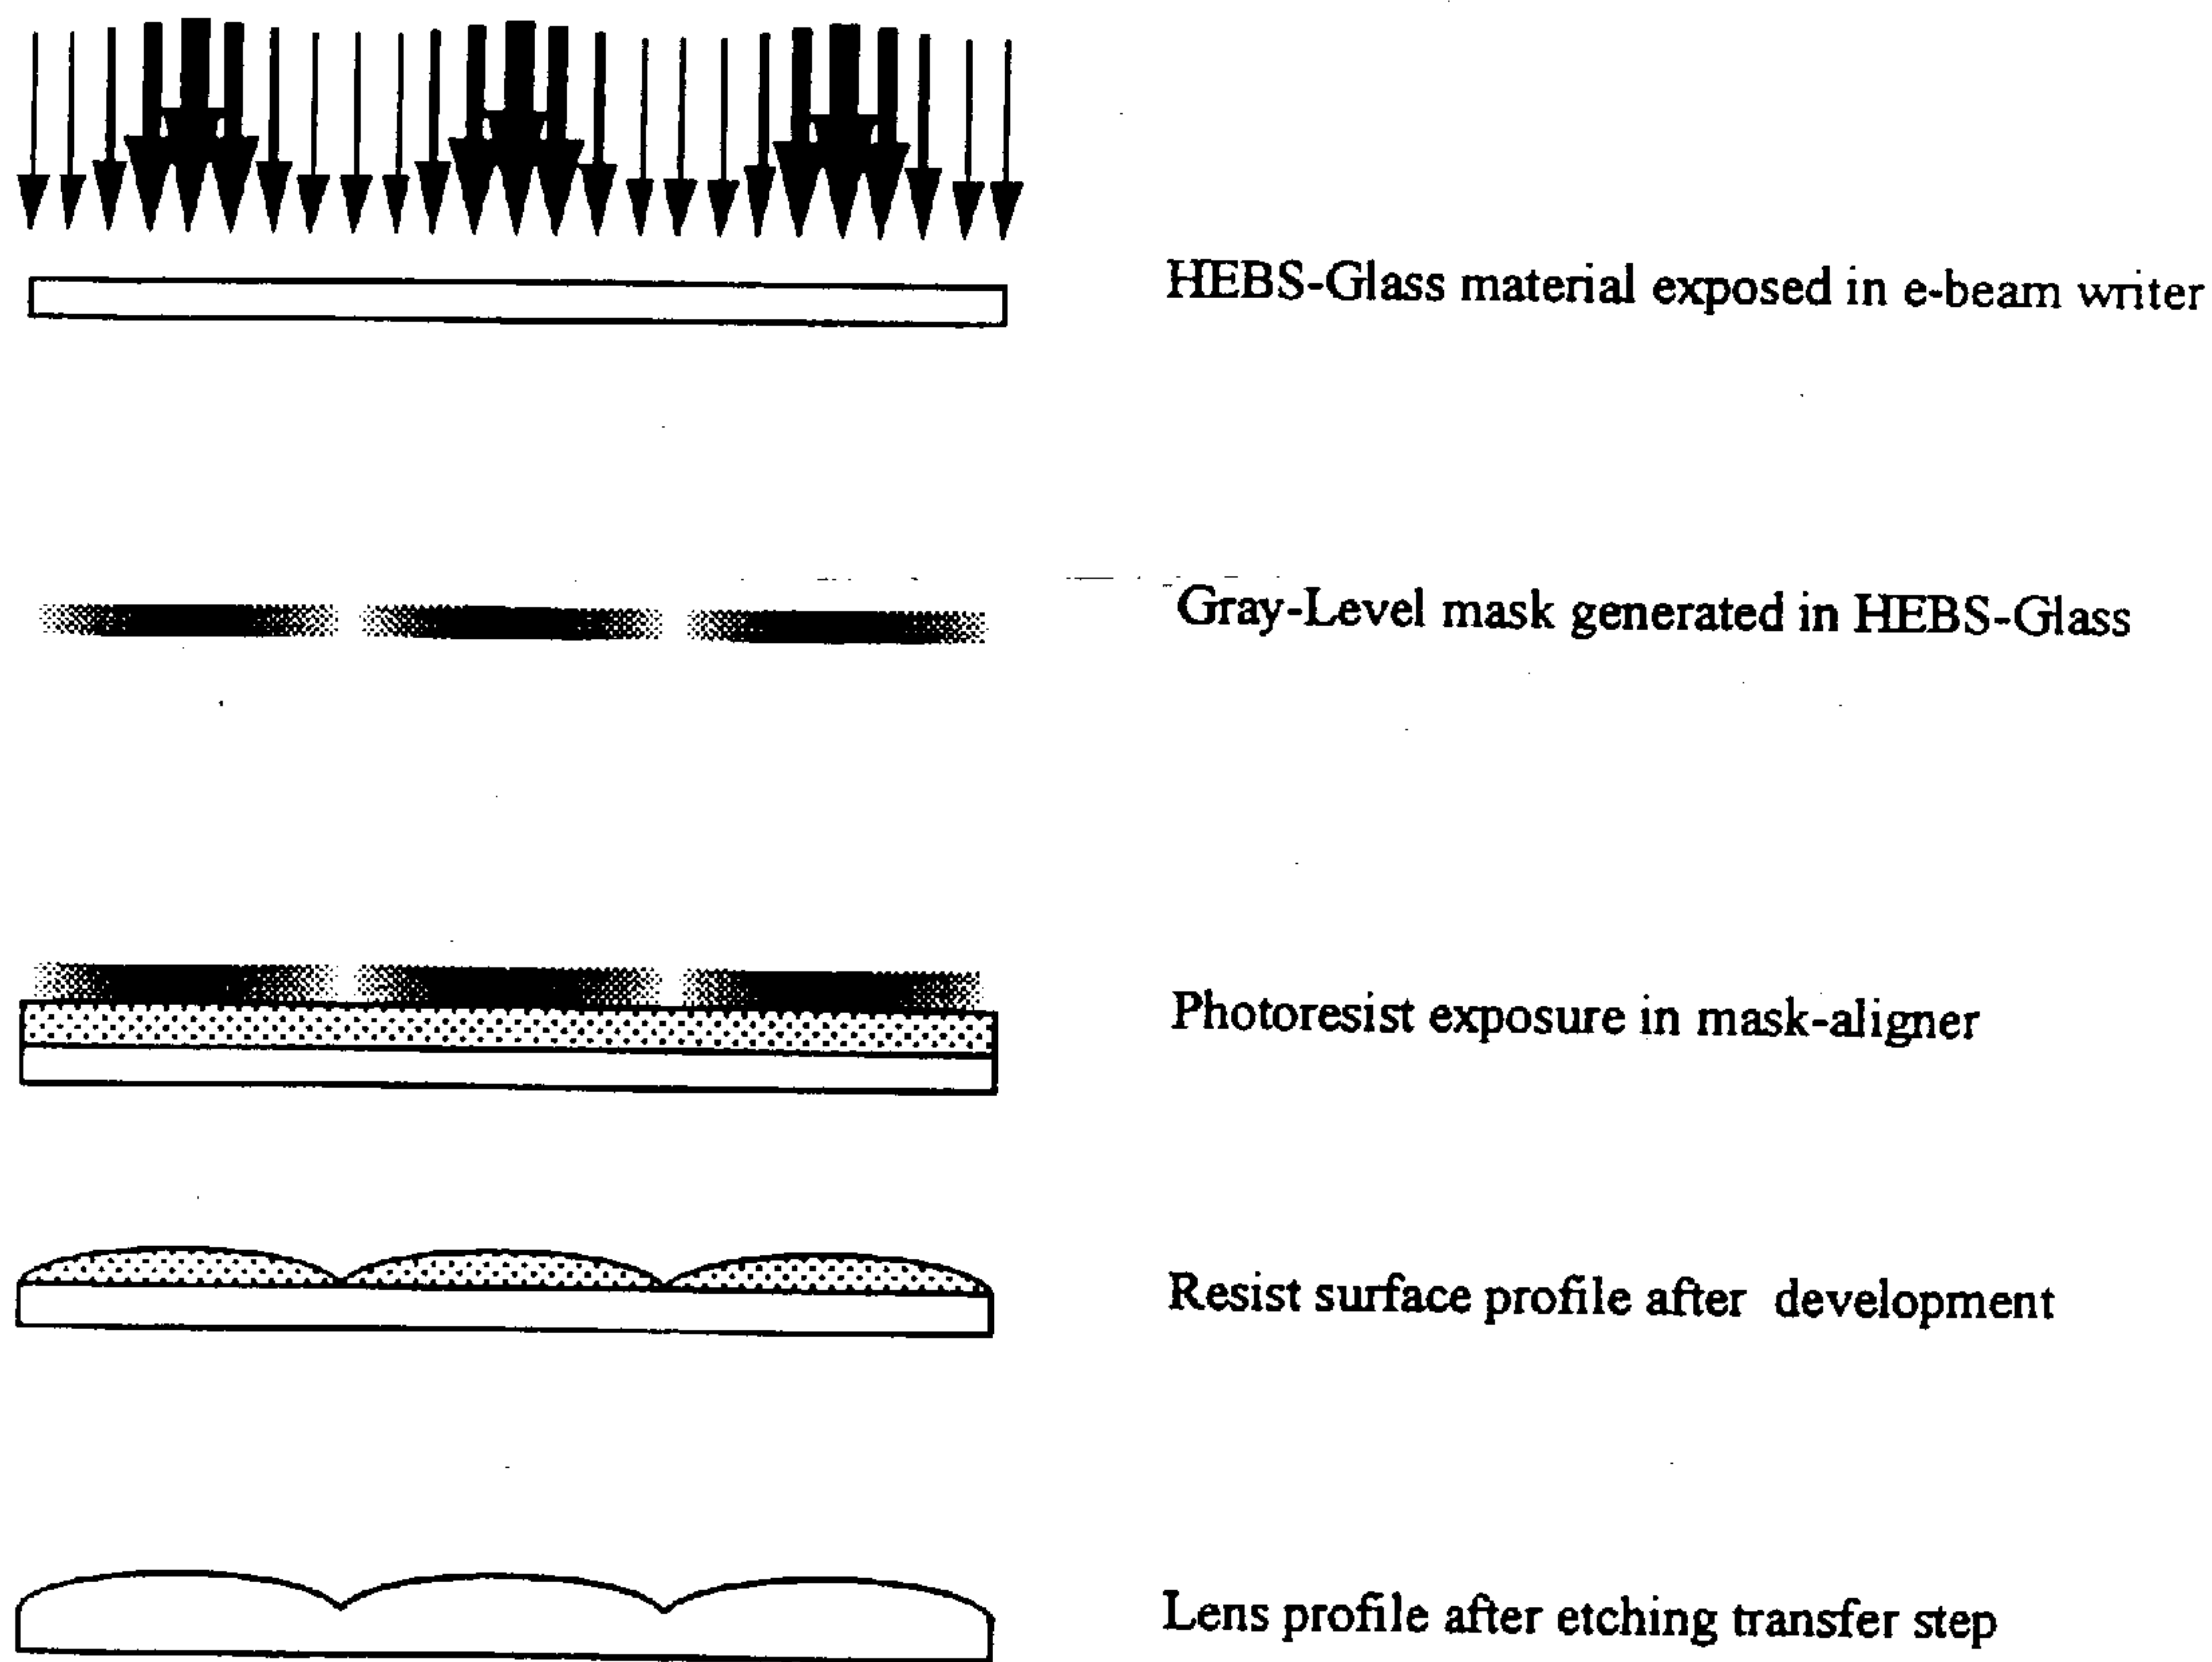 HEBS-Glass material exposed in e-beam writer
Gray-Level mask generated in HEBS-Glass
Photoresist exposure in mask-aligner
Resist surface profile after development
Lens profile after etching transfer step